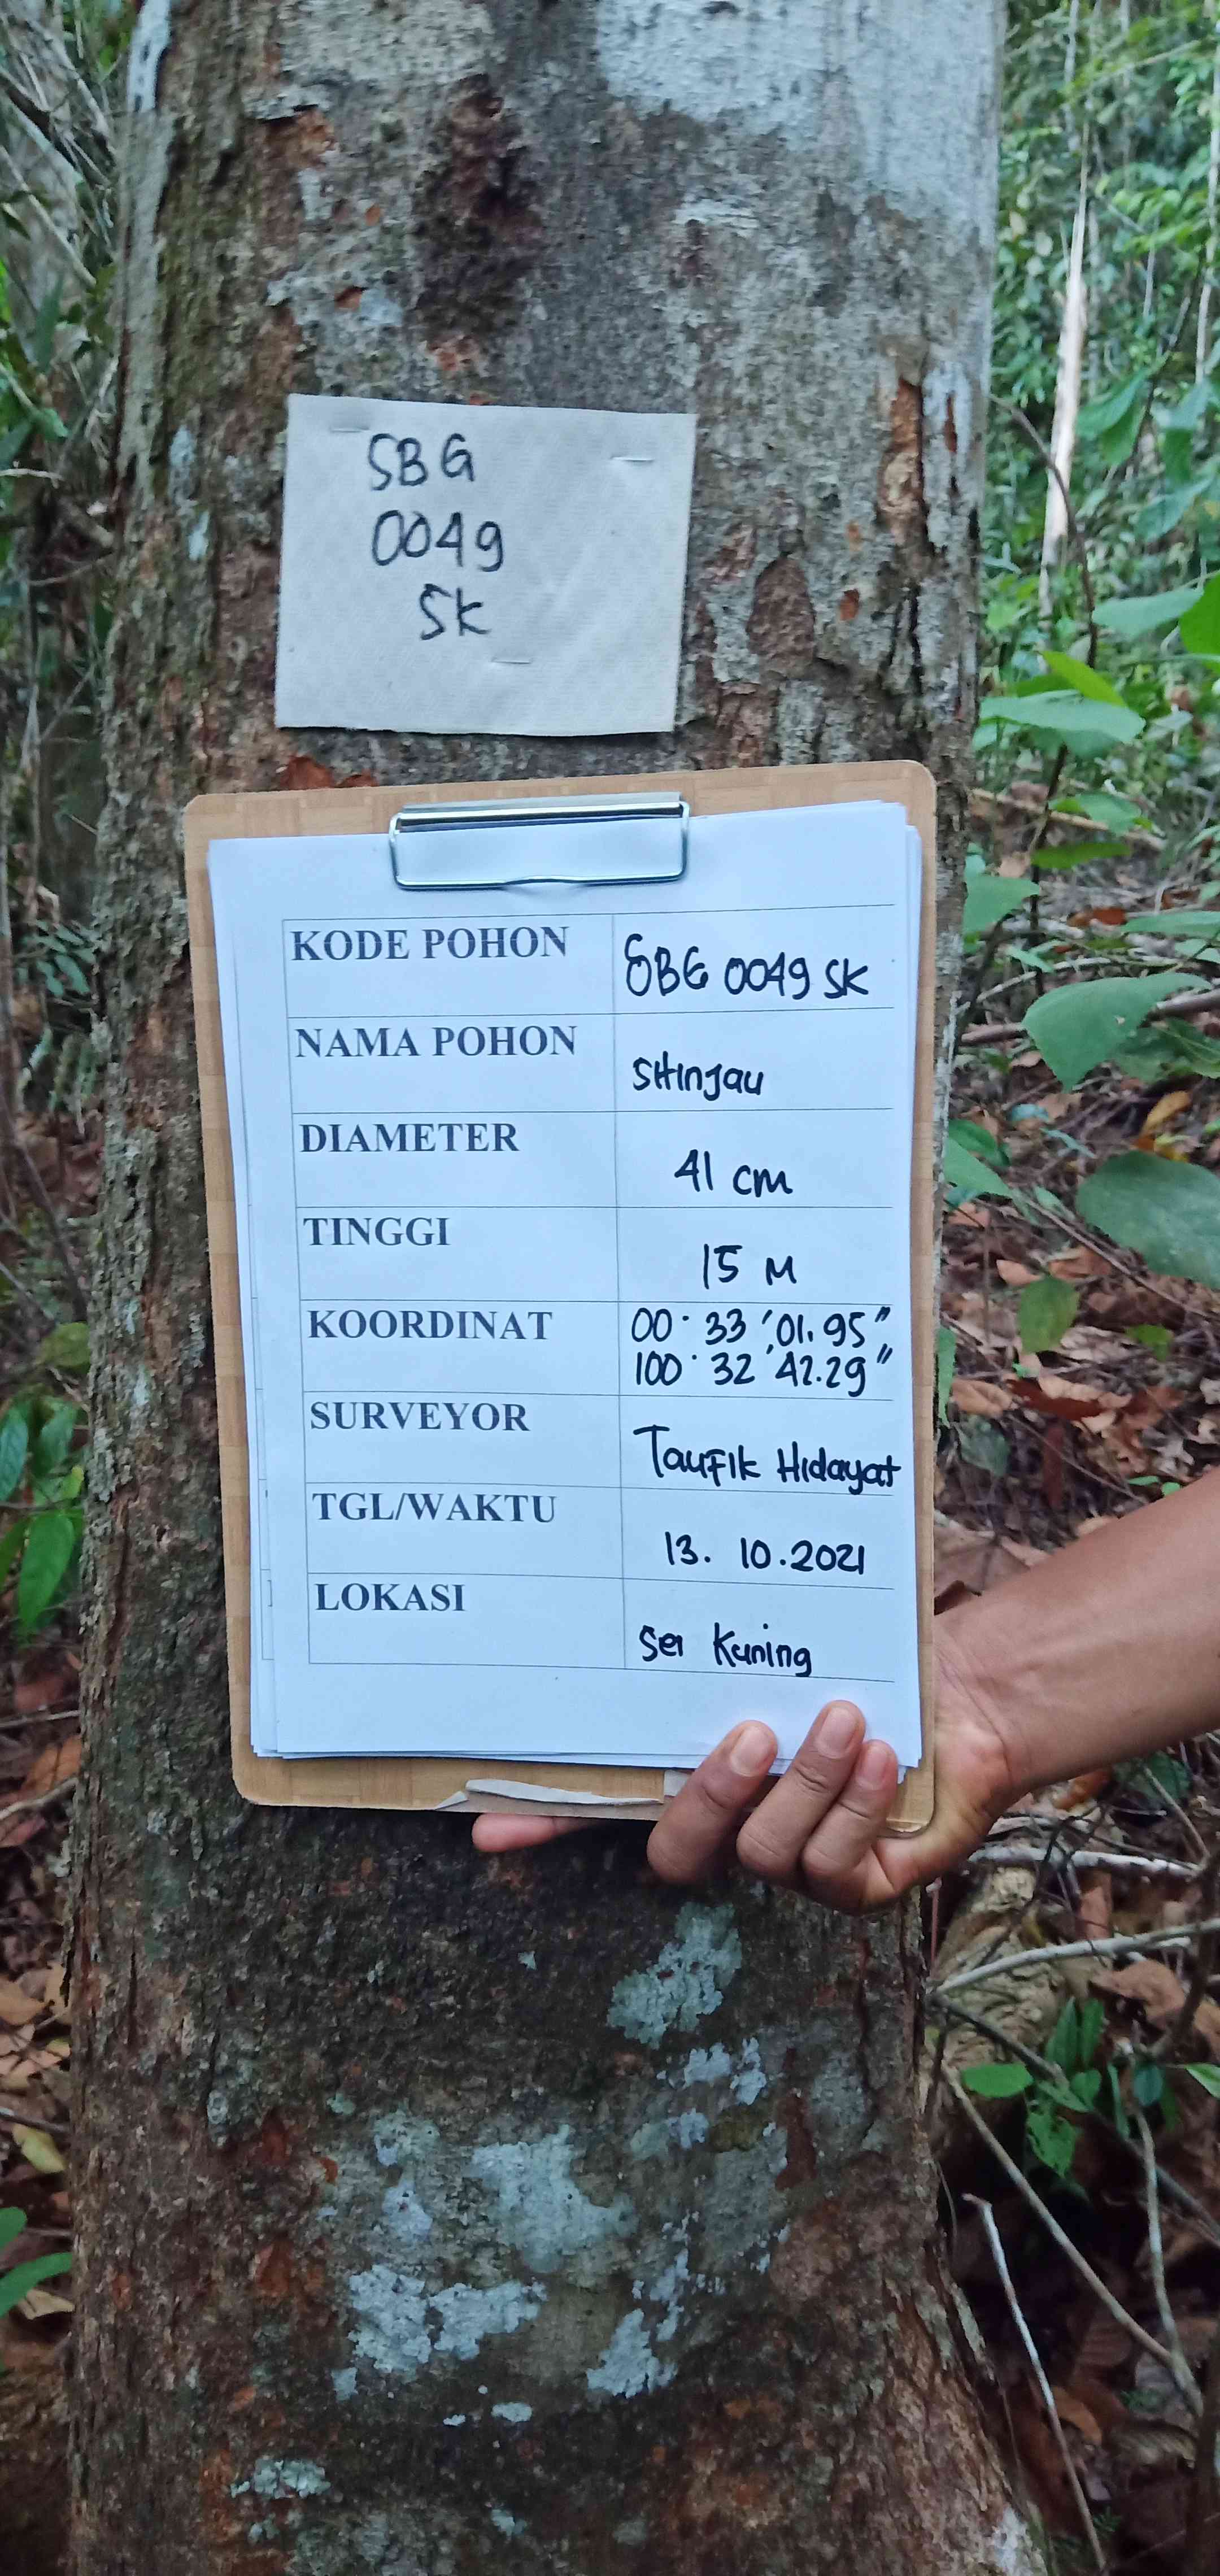 SBG
0049
SK
KODE POHON SBG 0049 SK
NAMA POHON SHinjau
DIAMETER 41 cm
TINGGI 15 M
KOORDINAT 00° 33 '01.95"
100° 32 '42.29"
SURVEYOR Taufik Hidayat
TGL/WAKTU 13. 10.2021
LOKASI Sei Kuning